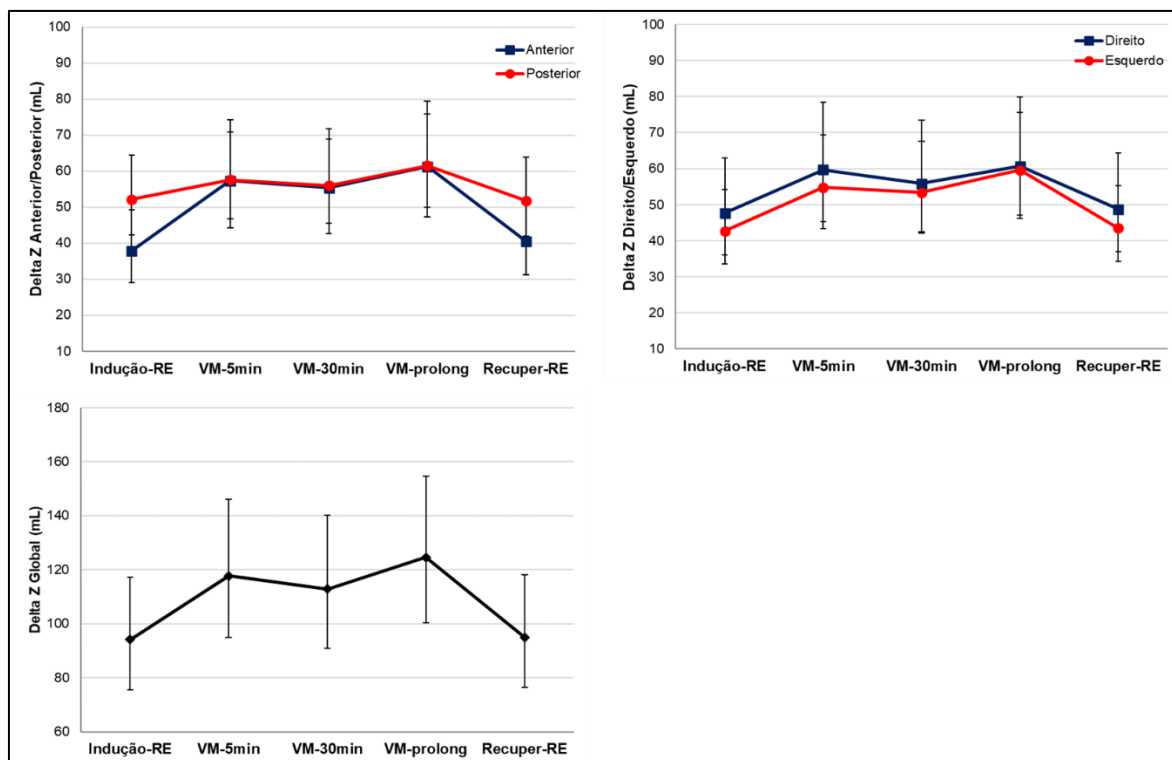 Delta Z Anterior/Posterior (mL)
100
90
80
70
60
50
40
30
20
10
Anterior
Posterior
Indução-RE VM-5min VM-30min VM-prolong Recuper-RE
Delta Z Direito/Esquerdo (mL)
100
90
80
70
60
50
40
30
20
10
Direito
Esquerdo
Indução-RE VM-5min VM-30min VM-prolong Recuper-RE
Delta Z Global (mL)
180
160
140
120
100
80
60
Indução-RE VM-5min VM-30min VM-prolong Recuper-RE